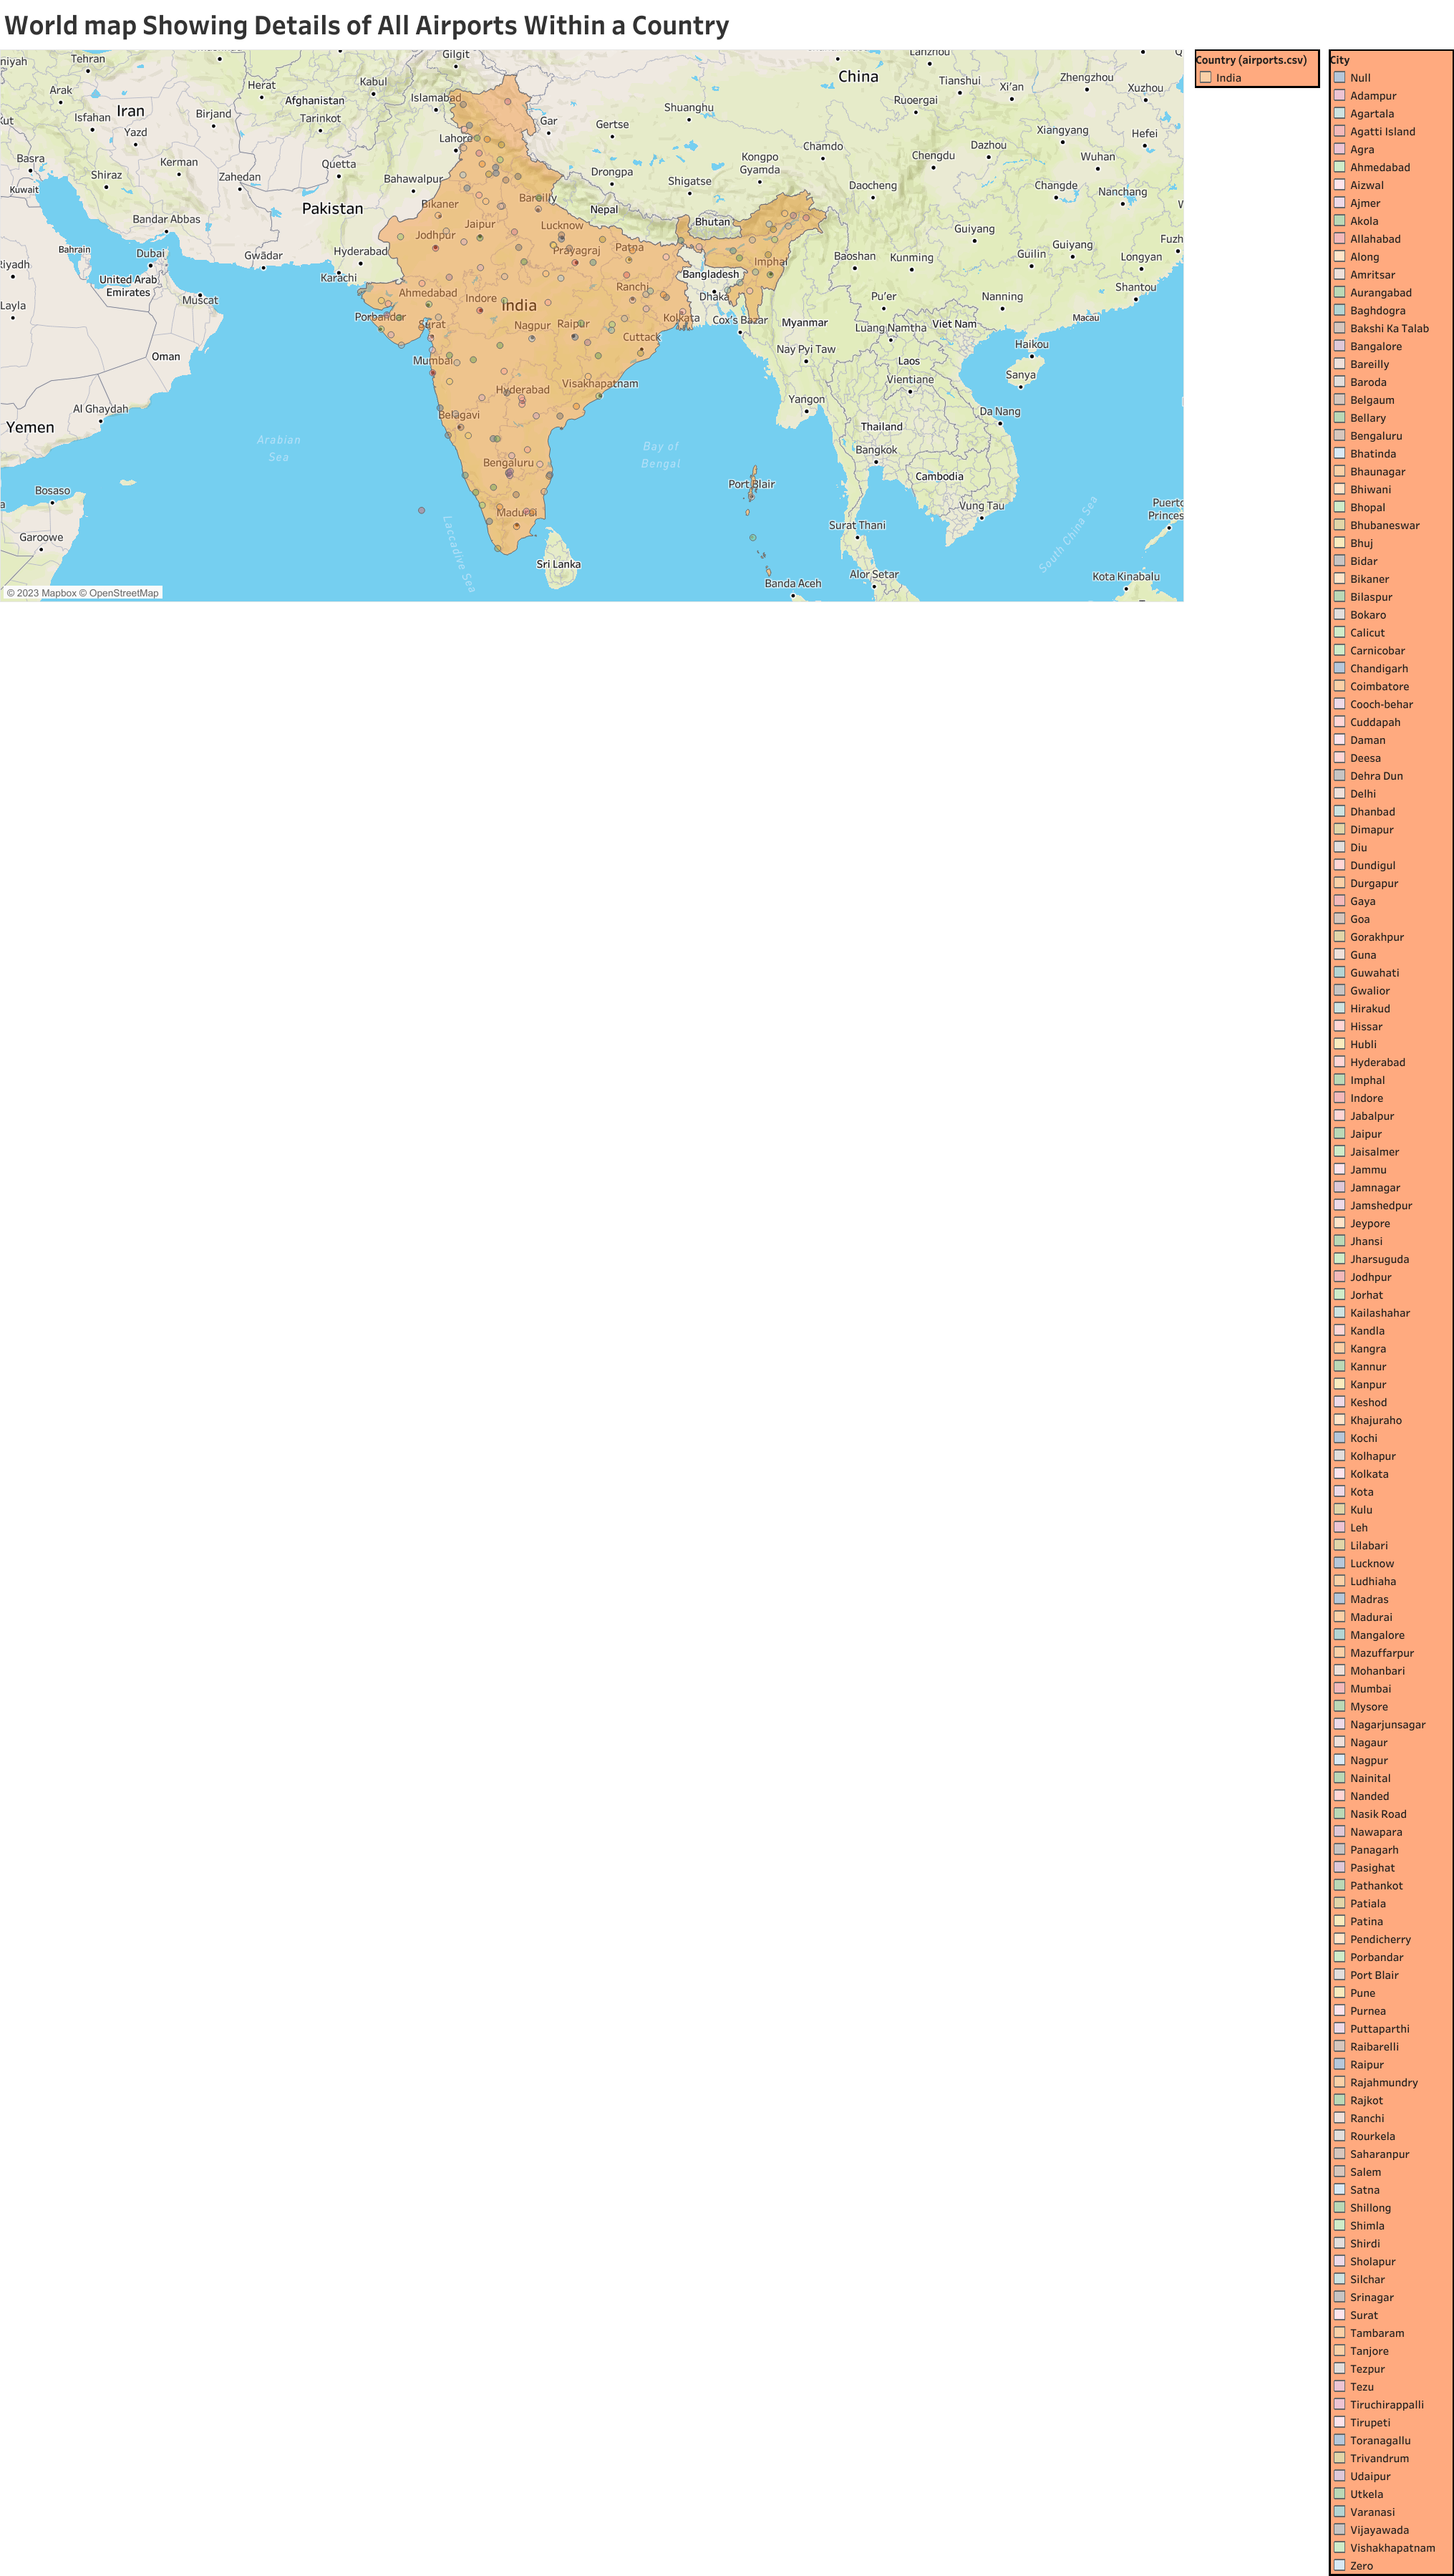 World map Showing Details of All Airports Within a Country
Gilgit
Tehran
Lanzhou
China
Tianshui
Zhengzhou
Herat
Kabul
Xi'an
Xuzhou
Arak
Iran
Afghanistan
Islamabad
Shuanghu
Ruoergai
Isfahan
Birjand
Tarinkot
Gar
Gertse
Xiangyang
Hefei
Yazd
Lahore
Chamdo
Dazhou
Basra
Kerman
Quetta
Kongpo
Gyamda
Chengdu
Wuhan
Shiraz
Zahedan
Bahawalpur
Drongpa
Shigatse
Daocheng
Changde
Nanchang
Kuwait
Pakistan
Bikaner
Bareilly
Nepal
Bandar Abbas
Jaipur
Lucknow
Bhutan
Guiyang
Jodhpur
Prayagraj
Patna
Fuzh
Bahrain
Dubai
Gwādar
Hyderabad
Imphal
Baoshan
Kunming
Guilin
Guiyang
Longyan
Riyadh
United Arab
Emirates
Karachi
Bangladesh
Ranchi
Muscat
Ahmedabad
Indore
India
Dhaka
Pu'er
Nanning
Shantou
Layla
Porbandar
Surat
Nagpur
Raipur
Kolkata
Cox's Bazar
Myanmar
Luang Namtha
Viet Nam
Macau
Cuttack
Haikou
Oman
Mumbai
Nay Pyi Taw
Laos
Sanya
Hyderabad
Visakhapatnam
Vientiane
Al Ghaydah
Yangon
Da Nang
Yemen
Belagavi
Thailand
Arabian
Sea
Bay of
Bengal
Bangkok
Bengaluru
Cambodia
Bosaso
Port Blair
Puerto
Princes
Vung Tau
Madurai
Garoowe
Laccadive Sea
Surat Thani
South China Sea
Sri Lanka
Banda Aceh
Alor Setar
Kota Kinabalu
© 2023 Mapbox © OpenStreetMap
Country (airports.csv)
India
City
Null
Adampur
Agartala
Agatti Island
Agra
Ahmedabad
Aizwal
Ajmer
Akola
Allahabad
Along
Amritsar
Aurangabad
Baghdogra
Bakshi Ka Talab
Bangalore
Bareilly
Baroda
Belgaum
Bellary
Bengaluru
Bhatinda
Bhaunagar
Bhiwani
Bhopal
Bhubaneswar
Bhuj
Bidar
Bikaner
Bilaspur
Bokaro
Calicut
Carnicobar
Chandigarh
Coimbatore
Cooch-behar
Cuddapah
Daman
Deesa
Dehra Dun
Delhi
Dhanbad
Dimapur
Diu
Dundigul
Durgapur
Gaya
Goa
Gorakhpur
Guna
Guwahati
Gwalior
Hirakud
Hissar
Hubli
Hyderabad
Imphal
Indore
Jabalpur
Jaipur
Jaisalmer
Jammu
Jamnagar
Jamshedpur
Jeypore
Jhansi
Jharsuguda
Jodhpur
Jorhat
Kailashahar
Kandla
Kangra
Kannur
Kanpur
Keshod
Khajuraho
Kochi
Kolhapur
Kolkata
Kota
Kulu
Leh
Lilabari
Lucknow
Ludhiaha
Madras
Madurai
Mangalore
Mazuffarpur
Mohanbari
Mumbai
Mysore
Nagarjunsagar
Nagaur
Nagpur
Nainital
Nanded
Nasik Road
Nawapara
Panagarh
Pasighat
Pathankot
Patiala
Patina
Pendicherry
Porbandar
Port Blair
Pune
Purnea
Puttaparthi
Raibarelli
Raipur
Rajahmundry
Rajkot
Ranchi
Rourkela
Saharanpur
Salem
Satna
Shillong
Shimla
Shirdi
Sholapur
Silchar
Srinagar
Surat
Tambaram
Tanjore
Tezpur
Tezu
Tiruchirappalli
Tirupeti
Toranagallu
Trivandrum
Udaipur
Utkela
Varanasi
Vijayawada
Vishakhapatnam
Zero